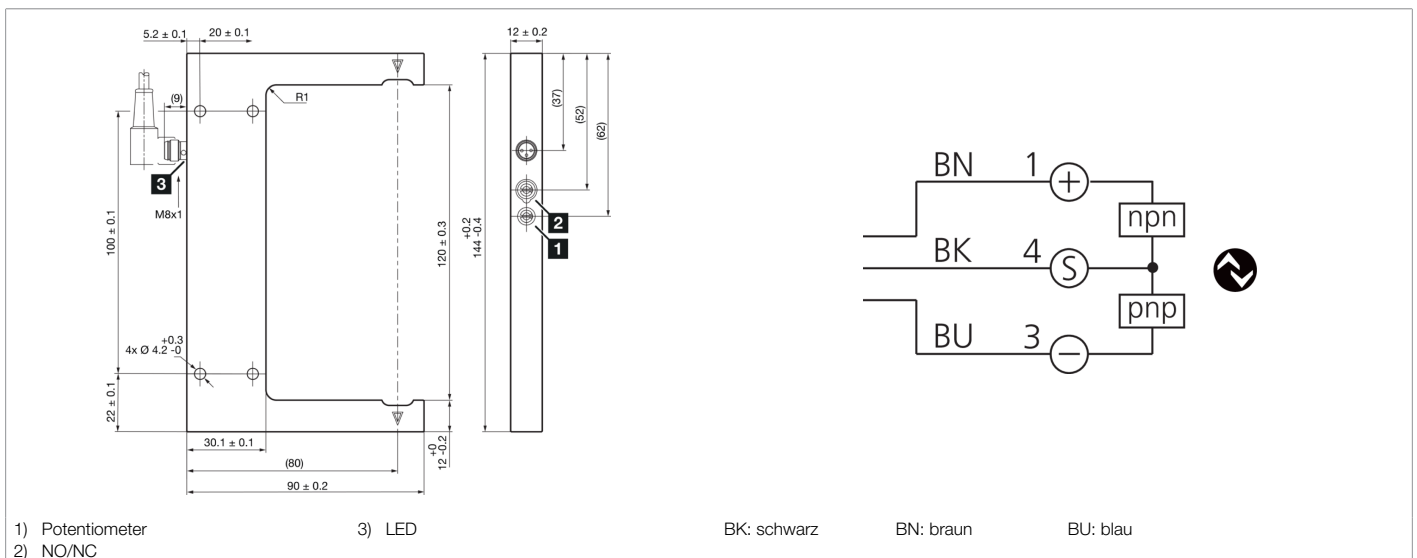 5.2 ± 0.1
20 ± 0.1
12 ± 0.2
(9)
R1
(37)
(52)
(62)
3
M8x1
2
1
100 ± 0.1
120 ± 0.3
+0.2
144 -0.4
+0.3
4x Ø 4.2 -0
22 ± 0.1
30.1 ± 0.1
+0
12 -0.2
(80)
90 ± 0.2
BN 1 +
npn
BK 4 S
pnp
BU 3 −
1) Potentiometer 3) LED BK: schwarz BN: braun BU: blau
2) NO/NC